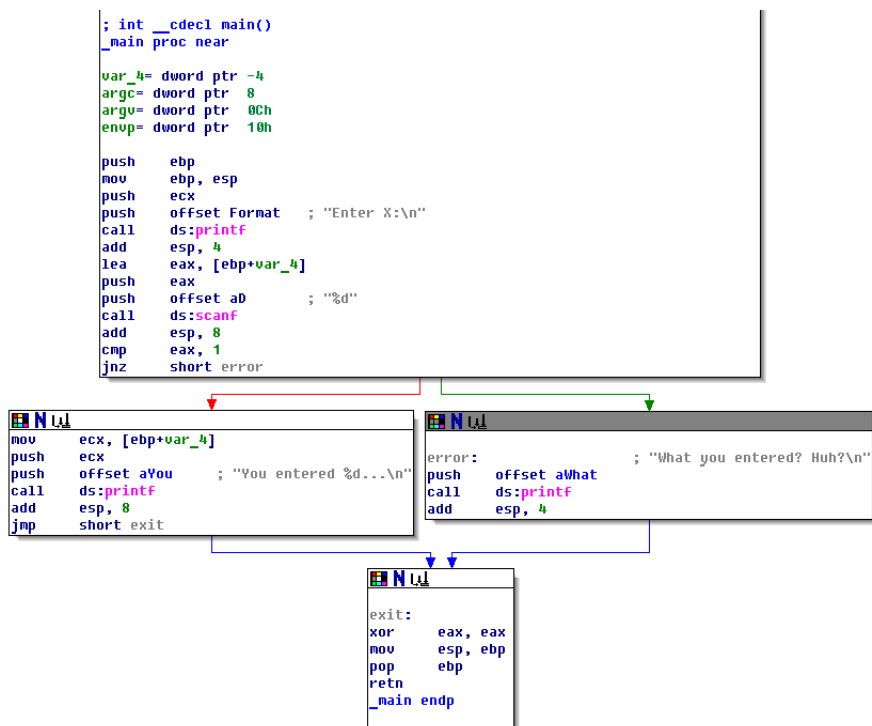 ; int __cdecl main()
_main proc near
var_4= dword ptr -4
argc= dword ptr  8
argv= dword ptr  0Ch
envp= dword ptr  10h
push    ebp
mov     ebp, esp
push    ecx
push    offset Format   ; "Enter X:\n"
call    ds:printf
add     esp, 4
lea     eax, [ebp+var_4]
push    eax
push    offset aD       ; "%d"
call    ds:scanf
add     esp, 8
cmp     eax, 1
jnz     short error
mov     ecx, [ebp+var_4]
push    ecx
push    offset aYou     ; "You entered %d...\n"
call    ds:printf
add     esp, 8
jmp     short exit
error:                  ; "What you entered? Huh?\n"
push    offset aWhat
call    ds:printf
add     esp, 4
exit:
xor     eax, eax
mov     esp, ebp
pop     ebp
retn
_main endp